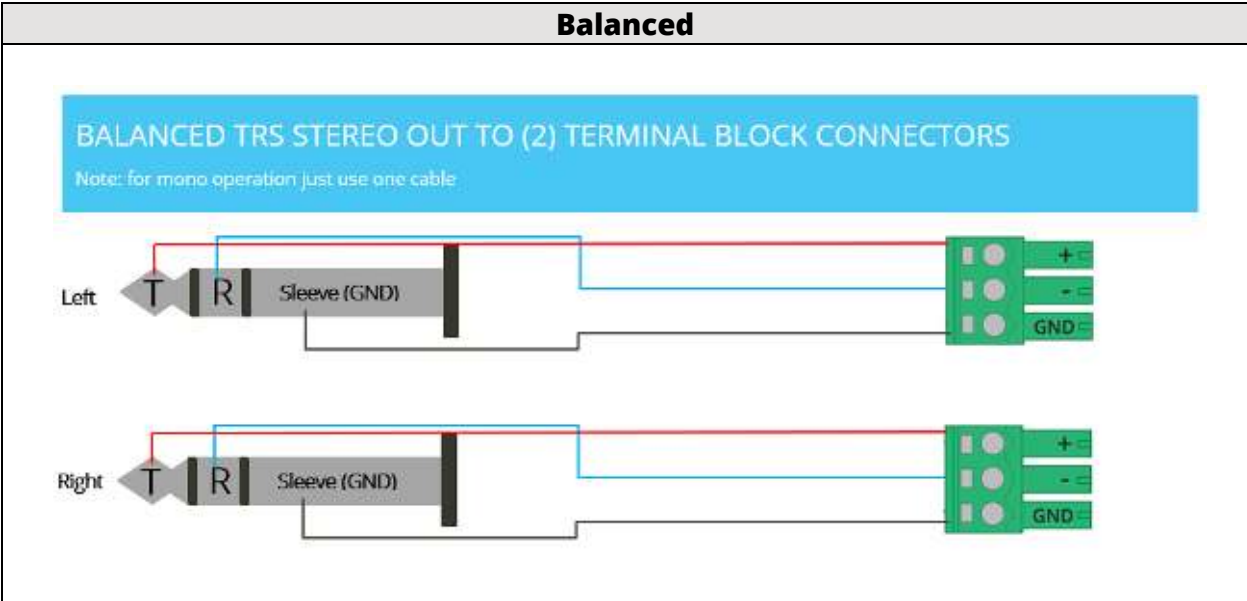 Balanced
BALANCED TRS STEREO OUT TO (2) TERMINAL BLOCK CONNECTORS
Note: for mono operation just use one cable
Left
T
R
Sleeve (GND)
+
-
GND
Right
T
R
Sleeve (GND)
+
-
GND